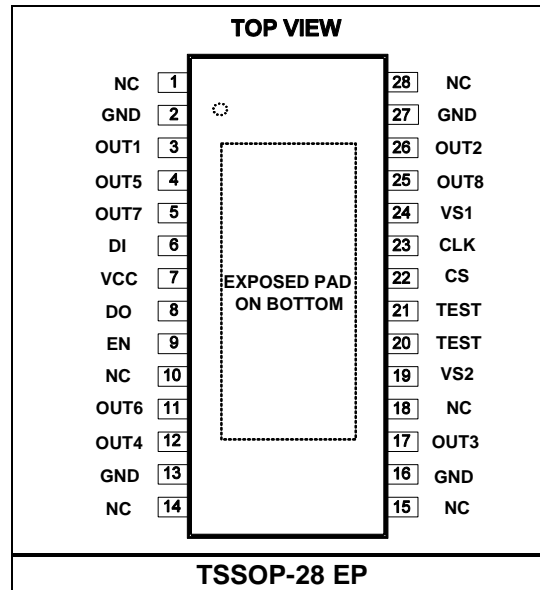 TOP VIEW
NC 1 28 NC
GND 2 27 GND
OUT1 3 26 OUT2
OUT5 4 25 OUT8
OUT7 5 24 VS1
DI 6 23 CLK
VCC 7 22 CS
EXPOSED PAD
ON BOTTOM
DO 8 21 TEST
EN 9 20 TEST
NC 10 19 VS2
OUT6 11 18 NC
OUT4 12 17 OUT3
GND 13 16 GND
NC 14 15 NC
TSSOP-28 EP